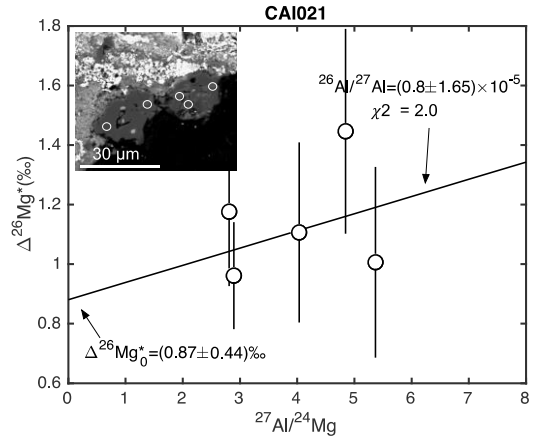 CAI021
30 µm
²⁶Al/²⁷Al=(0.8±1.65)×10⁻⁵
χ2 = 2.0
Δ²⁶Mg₀*=(0.87±0.44)‰
Δ²⁶Mg*(‰)
1.8
1.6
1.4
1.2
1
0.8
0.6
0 1 2 3 4 5 6 7 8
²⁷Al/²⁴Mg